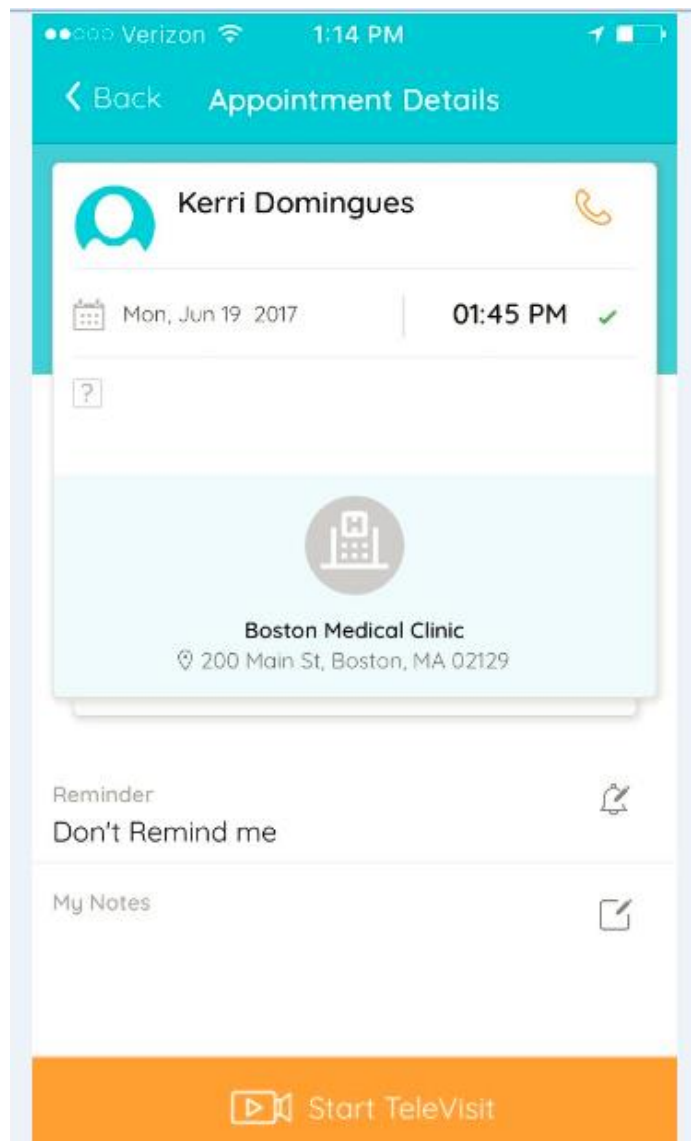 Verizon 1:14 PM
Back Appointment Details
Kerri Domingues
Mon, Jun 19 2017 01:45 PM
?
H
Boston Medical Clinic
200 Main St, Boston, MA 02129
Reminder
Don't Remind me
My Notes
Start TeleVisit